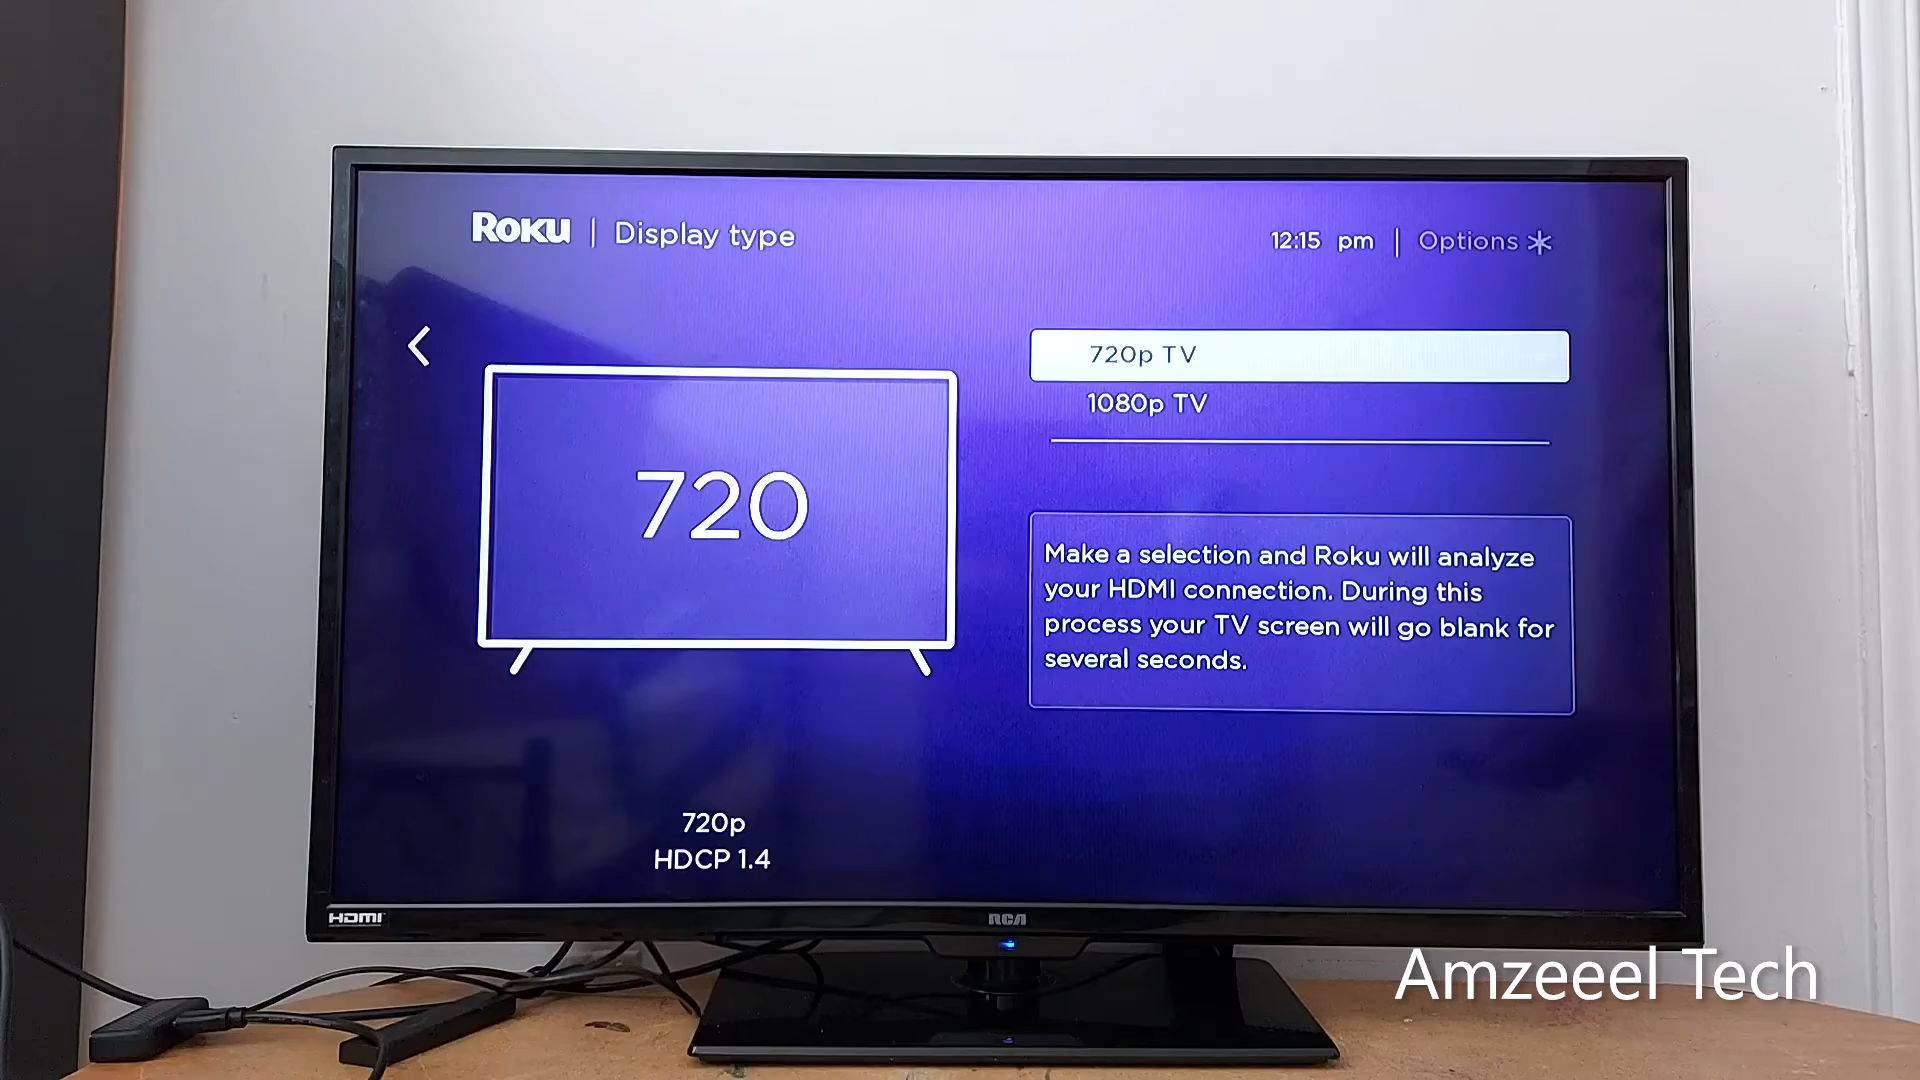 Roku | Display type
12:15 pm | Options *
720p TV
1080p TV
720
Make a selection and Roku will analyze
your HDMI connection. During this
process your TV screen will go blank for
several seconds.
720p
HDCP 1.4
HDMI
RCA
Amzeeel Tech